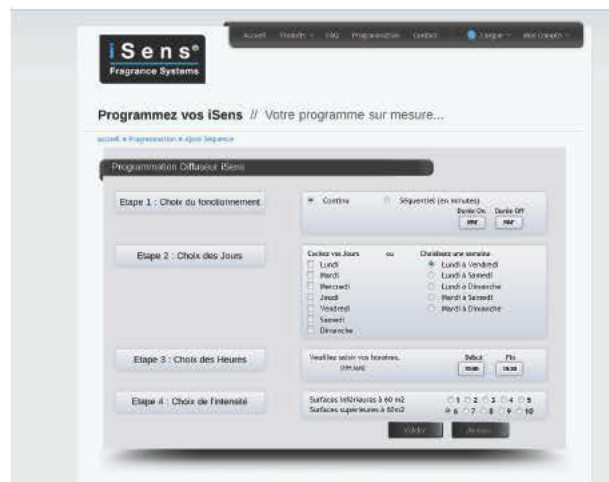 iSens®
Fragrance Systems
Accueil Produits FAQ Programmation Contact Langue Mon Compte
Programmez vos iSens // Votre programme sur mesure...
accueil Programmation ajout Séquence
Programmation Diffuseur iSens
Etape 1 : Choix du fonctionnement
Continu Séquentiel (en minutes)
Durée On Durée Off
Etape 2 : Choix des Jours
Cochez vos Jours ou Choisissez une semaine
Lundi Lundi à Vendredi
Mardi Lundi à Samedi
Mercredi Lundi à Dimanche
Jeudi Mardi à Samedi
Vendredi Mardi à Dimanche
Samedi
Dimanche
Etape 3 : Choix des Heures
Veuillez saisir vos horaires. Début Fin
Etape 4 : Choix de l'intensité
Surfaces inférieures à 60 m2 1 2 3 4 5
Surfaces supérieures à 60m2 6 7 8 9 10
Valider